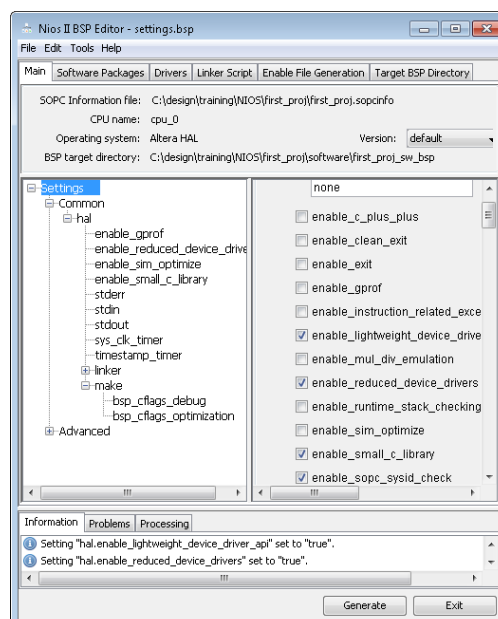 Nios II BSP Editor - settings.bsp
File Edit Tools Help
Main Software Packages Drivers Linker Script Enable File Generation Target BSP Directory
SOPC Information file: C:\design\training\NIOS\first_proj\first_proj.sopcinfo
CPU name: cpu_0
Operating system: Altera HAL Version: default
BSP target directory: C:\design\training\NIOS\first_proj\software\first_proj_sw_bsp
Settings
Common
hal
enable_gprof
enable_reduced_device_drive
enable_sim_optimize
enable_small_c_library
stderr
stdin
stdout
sys_clk_timer
timestamp_timer
linker
make
bsp_cflags_debug
bsp_cflags_optimization
Advanced
none
enable_c_plus_plus
enable_clean_exit
enable_exit
enable_gprof
enable_instruction_related_exce
enable_lightweight_device_drive
enable_mul_div_emulation
enable_reduced_device_drivers
enable_runtime_stack_checking
enable_sim_optimize
enable_small_c_library
enable_sopc_sysid_check
Information Problems Processing
Setting "hal.enable_lightweight_device_driver_api" set to "true".
Setting "hal.enable_reduced_device_drivers" set to "true".
Generate Exit